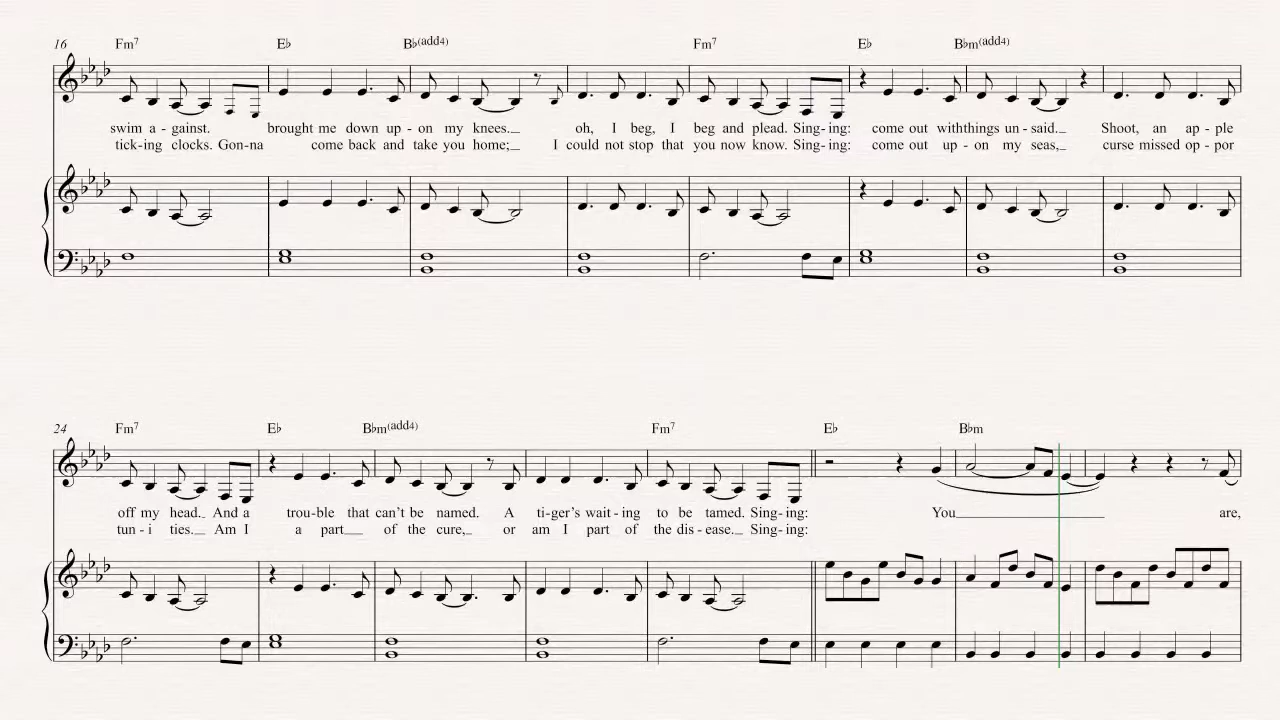 16 Fm7 E♭ B♭(add4) Fm7 E♭ B♭m(add4)
swim a - gainst. brought me down up - on my knees. oh, I beg, I beg and plead. Sing-ing: come out withthings un - said. Shoot, an ap - ple
tick-ing clocks. Gon-na come back and take you home; I could not stop that you now know. Sing-ing: come out up - on my seas, curse missed op - por
24 Fm7 E♭ B♭m(add4) Fm7 E♭ B♭m
off my head. And a trou-ble that can't be named. A ti-ger's wait-ing to be tamed. Sing-ing: You are,
tun - i ties. Am I a part of the cure, or am I part of the dis-ease. Sing-ing: